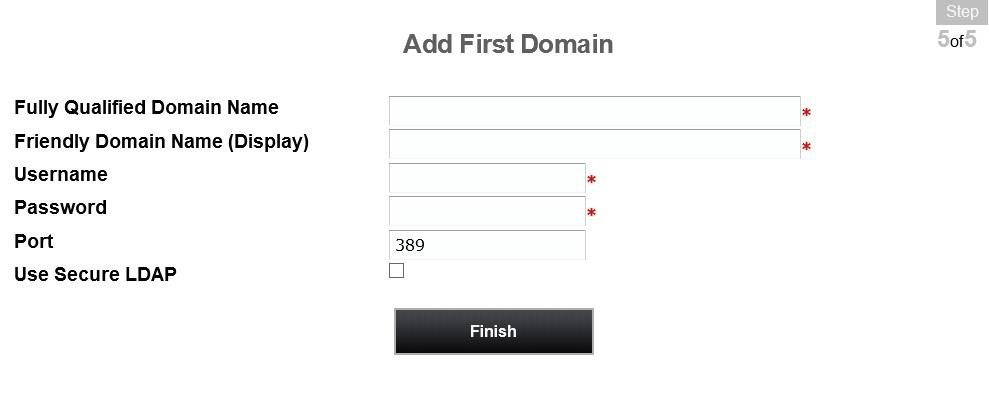 Step
5of5
Add First Domain
Fully Qualified Domain Name *
Friendly Domain Name (Display) *
Username *
Password *
Port 389
Use Secure LDAP
Finish